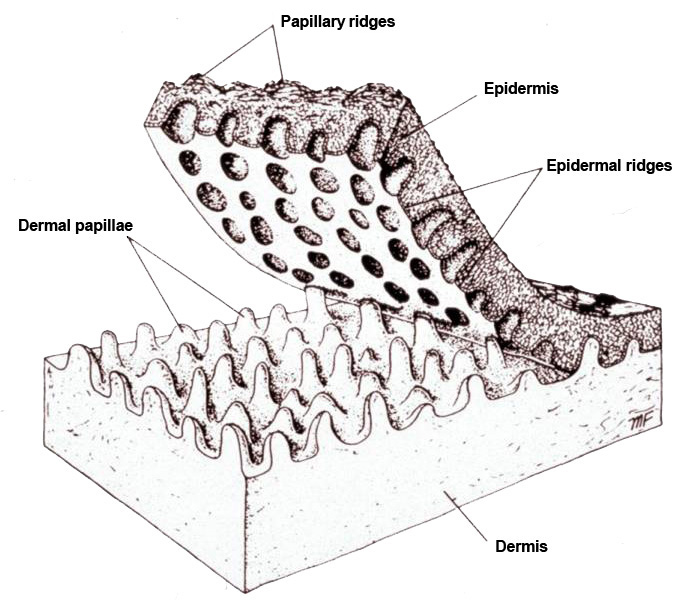 Papillary ridges
Epidermis
Epidermal ridges
Dermal papillae
MF
Dermis